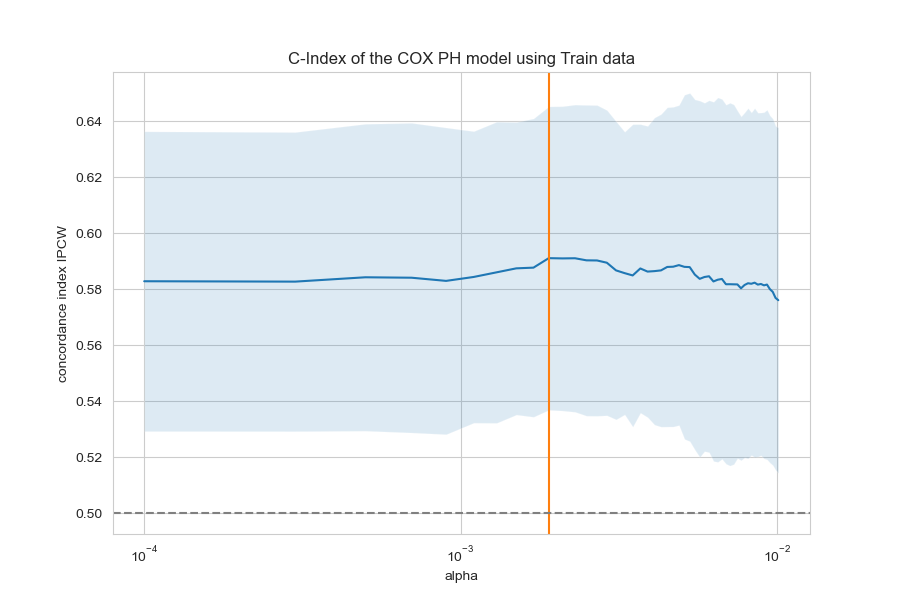 C-Index of the COX PH model using Train data
concordance index IPCW
0.64
0.62
0.60
0.58
0.56
0.54
0.52
0.50
10⁻⁴ 10⁻³ 10⁻²
alpha